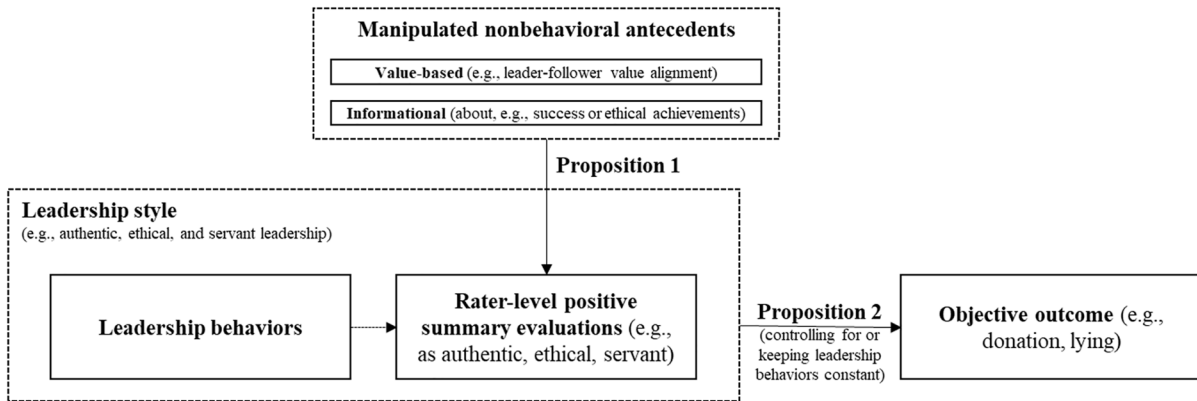 Manipulated nonbehavioral antecedents
Value-based (e.g., leader-follower value alignment)
Informational (about, e.g., success or ethical achievements)
Proposition 1
Leadership style
(e.g., authentic, ethical, and servant leadership)
Leadership behaviors
Rater-level positive
summary evaluations (e.g.,
as authentic, ethical, servant)
Proposition 2
(controlling for or
keeping leadership
behaviors constant)
Objective outcome (e.g.,
donation, lying)